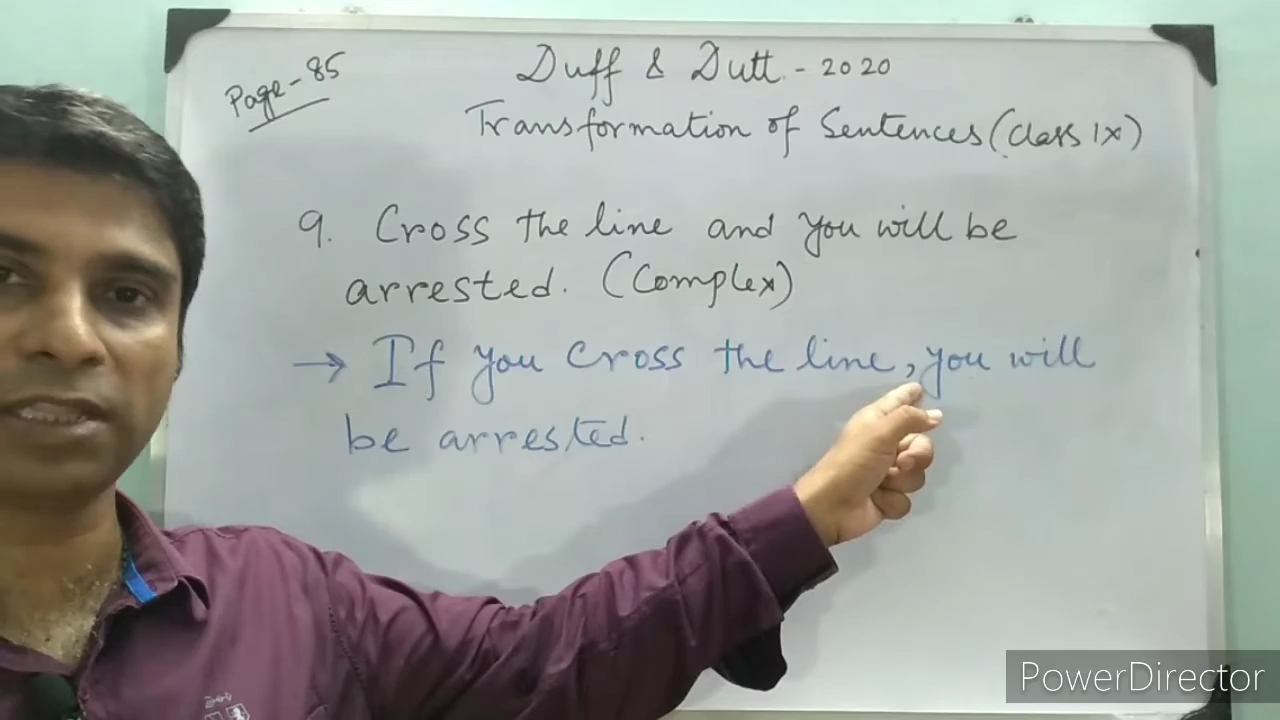 Page-85
Duff & Dutt - 2020
Transformation of Sentences (Class IX)
9. Cross the line and you will be
arrested. (Complex)
→ If you cross the line, you will
be arrested.
PowerDirector